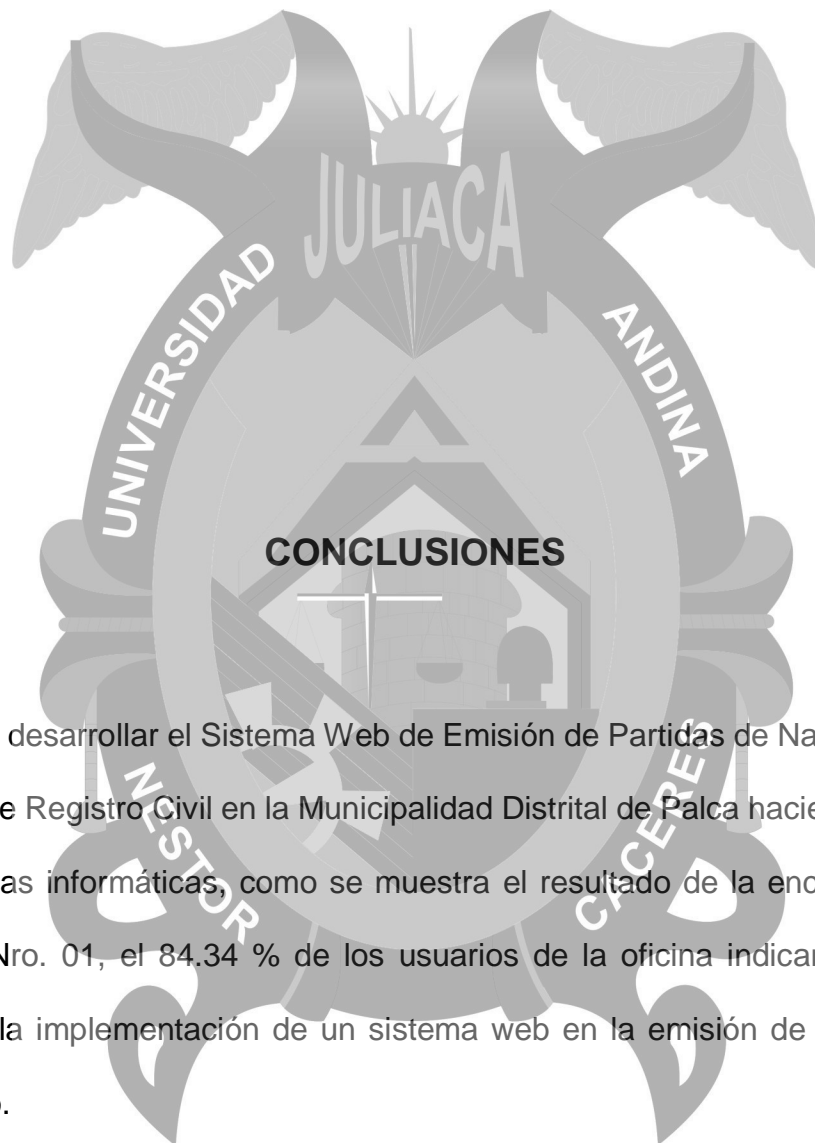 JULIACA
UNIVERSIDAD
ANDINA
CONCLUSIONES
desarrollar el Sistema Web de Emisión de Partidas de Na
e Registro Civil en la Municipalidad Distrital de Palca hacie
as informáticas, como se muestra el resultado de la enc
Nro. 01, el 84.34 % de los usuarios de la oficina indicar
la implementación de un sistema web en la emisión de
NESTOR
CACERES